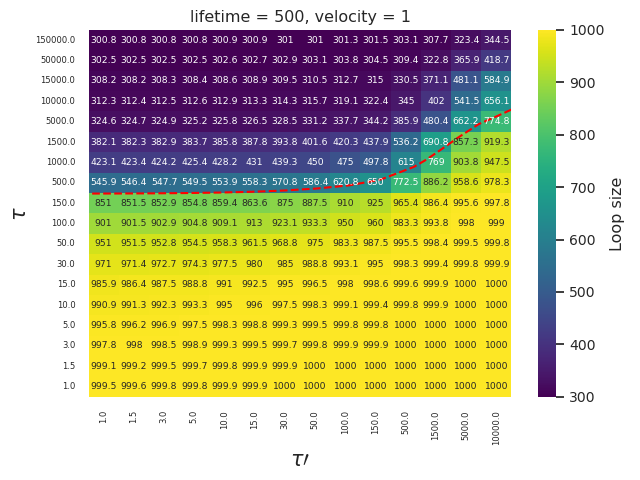 lifetime = 500, velocity = 1
150000.0 300.8 300.8 300.8 300.8 300.9 300.9 301 301 301.3 301.5 303.1 307.7 323.4 344.5
50000.0 302.5 302.5 302.5 302.5 302.6 302.7 302.9 303.1 303.8 304.5 309.4 322.8 365.9 418.7
15000.0 308.2 308.2 308.3 308.4 308.6 308.9 309.5 310.5 312.7 315 330.5 371.1 481.1 584.9
10000.0 312.3 312.4 312.5 312.6 312.9 313.3 314.3 315.7 319.1 322.4 345 402 541.5 656.1
5000.0 324.6 324.7 324.9 325.2 325.8 326.5 328.5 331.2 337.7 344.2 385.9 480.4 662.2 774.8
1500.0 382.1 382.3 382.9 383.7 385.8 387.8 393.8 401.6 420.3 437.9 536.2 690.8 857.3 919.3
1000.0 423.1 423.4 424.2 425.4 428.2 431 439.3 450 475 497.8 615 769 903.8 947.5
500.0 545.9 546.4 547.7 549.5 553.9 558.3 570.8 586.4 620.8 650 772.5 886.2 958.6 978.3
150.0 851 851.5 852.9 854.8 859.4 863.6 875 887.5 910 925 965.4 986.4 995.6 997.8
100.0 901 901.5 902.9 904.8 909.1 913 923.1 933.3 950 960 983.3 993.8 998 999
50.0 951 951.5 952.8 954.5 958.3 961.5 968.8 975 983.3 987.5 995.5 998.4 999.5 999.8
30.0 971 971.4 972.7 974.3 977.5 980 985 988.8 993.1 995 998.3 999.4 999.8 999.9
15.0 985.9 986.4 987.5 988.8 991 992.5 995 996.5 998 998.6 999.6 999.9 1000 1000
10.0 990.9 991.3 992.3 993.3 995 996 997.5 998.3 999.1 999.4 999.8 999.9 1000 1000
5.0 995.8 996.2 996.9 997.5 998.3 998.8 999.3 999.5 999.8 999.8 1000 1000 1000 1000
3.0 997.8 998 998.5 998.9 999.3 999.5 999.7 999.8 999.9 999.9 1000 1000 1000 1000
1.5 999.1 999.2 999.5 999.7 999.8 999.9 999.9 1000 1000 1000 1000 1000 1000 1000
1.0 999.5 999.6 999.8 999.8 999.9 999.9 1000 1000 1000 1000 1000 1000 1000 1000
τ
1.0 1.5 3.0 5.0 10.0 15.0 30.0 50.0 100.0 150.0 500.0 1500.0 5000.0 10000.0
τ′
1000
900
800
700
600
500
400
300
Loop size